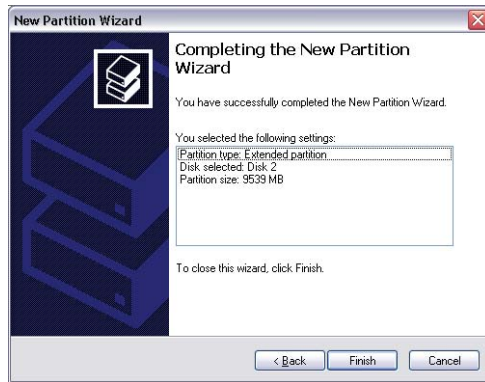 New Partition Wizard
Completing the New Partition
Wizard
You have successfully completed the New Partition Wizard.
You selected the following settings:
Partition type: Extended partition
Disk selected: Disk 2
Partition size: 9539 MB
To close this wizard, click Finish.
< Back Finish Cancel